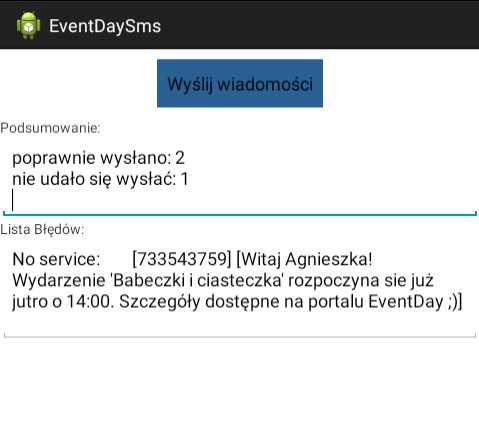 EventDaySms
Wyślij wiadomości
Podsumowanie:
poprawnie wysłano: 2
nie udało się wysłać: 1
Lista Błędów:
No service: [733543759] [Witaj Agnieszka!
Wydarzenie 'Babeczki i ciasteczka' rozpoczyna sie już
jutro o 14:00. Szczegóły dostępne na portalu EventDay ;)]